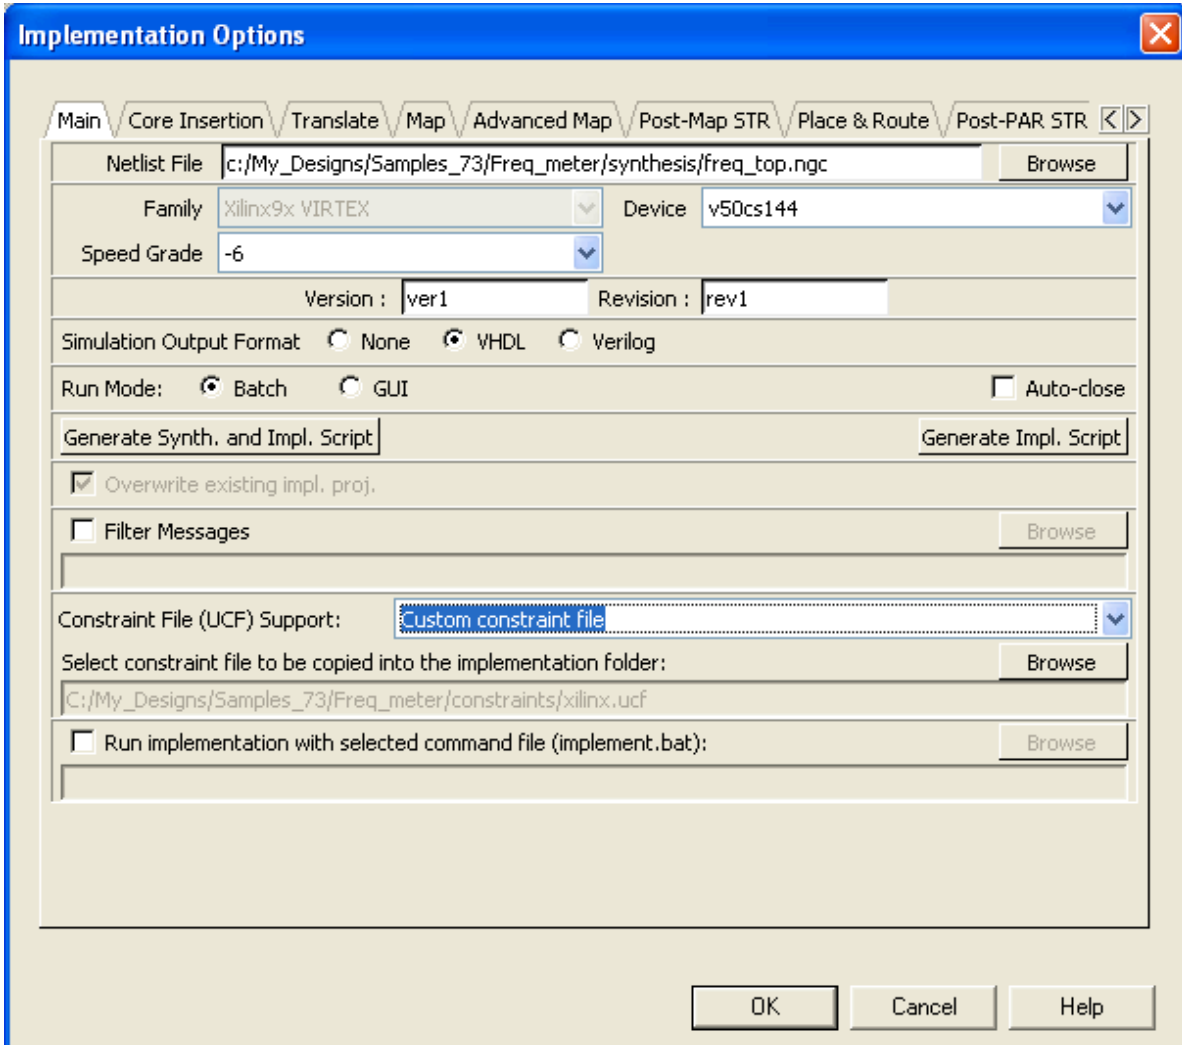 Implementation Options
Main Core Insertion Translate Map Advanced Map Post-Map STR Place & Route Post-PAR STR
Netlist File c:/My_Designs/Samples_73/Freq_meter/synthesis/freq_top.ngc Browse
Family Xilinx9x VIRTEX Device v50cs144
Speed Grade -6
Version : ver1 Revision : rev1
Simulation Output Format None VHDL Verilog
Run Mode: Batch GUI Auto-close
Generate Synth. and Impl. Script Generate Impl. Script
Overwrite existing impl. proj.
Filter Messages Browse
Constraint File (UCF) Support: Custom constraint file
Select constraint file to be copied into the implementation folder: Browse
C:/My_Designs/Samples_73/Freq_meter/constraints/xilinx.ucf
Run implementation with selected command file (implement.bat): Browse
OK Cancel Help